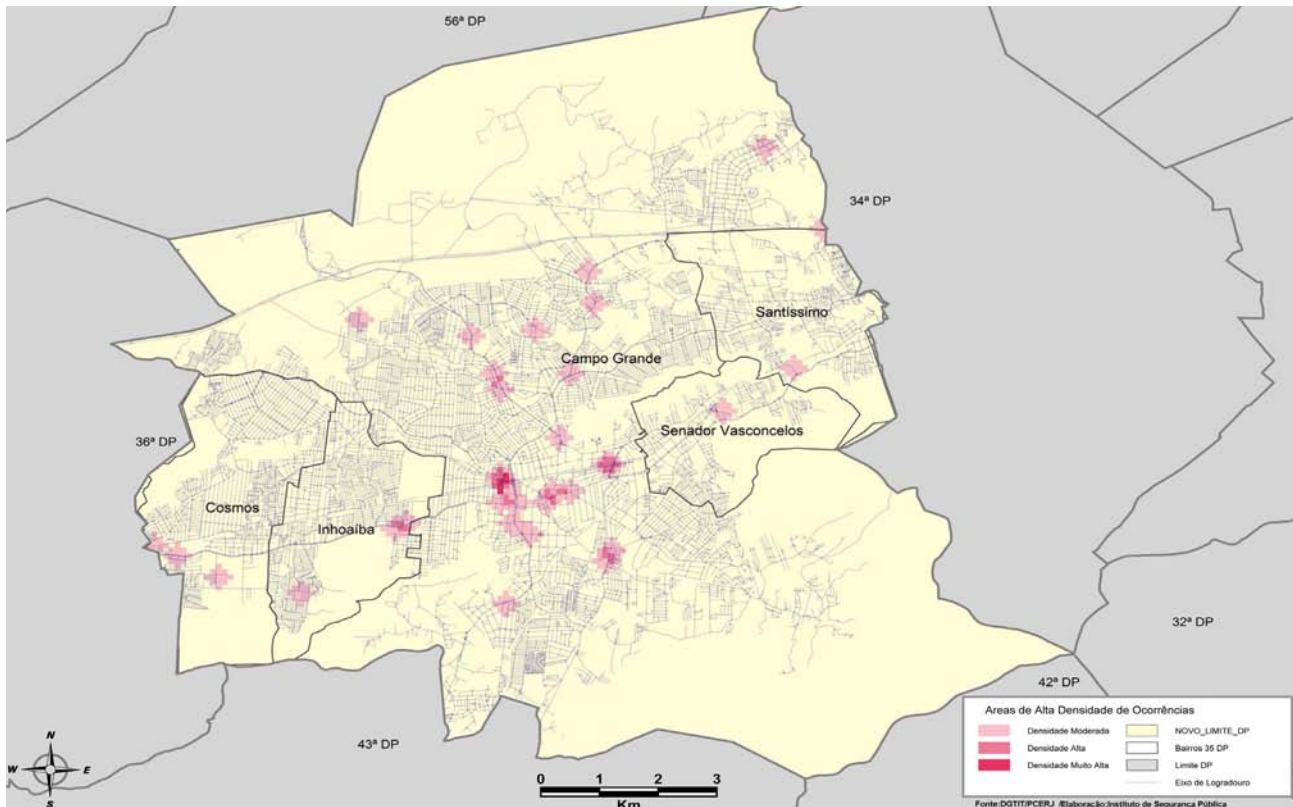 56ª DP
34ª DP
Santíssimo
Campo Grande
Senador Vasconcelos
36ª DP
Cosmos
Inhoaíba
32ª DP
42ª DP
43ª DP
N
W
E
S
0 1 2 3
Km
Areas de Alta Densidade de Ocorrências
Densidade Moderada
Densidade Alta
Densidade Muito Alta
NOVO_LIMITE_DP
Bairros 35 DP
Limite DP
Eixo de Logradouro
Fonte:DGTIT/PCERJ /Elaboração:Instituto de Segurança Pública